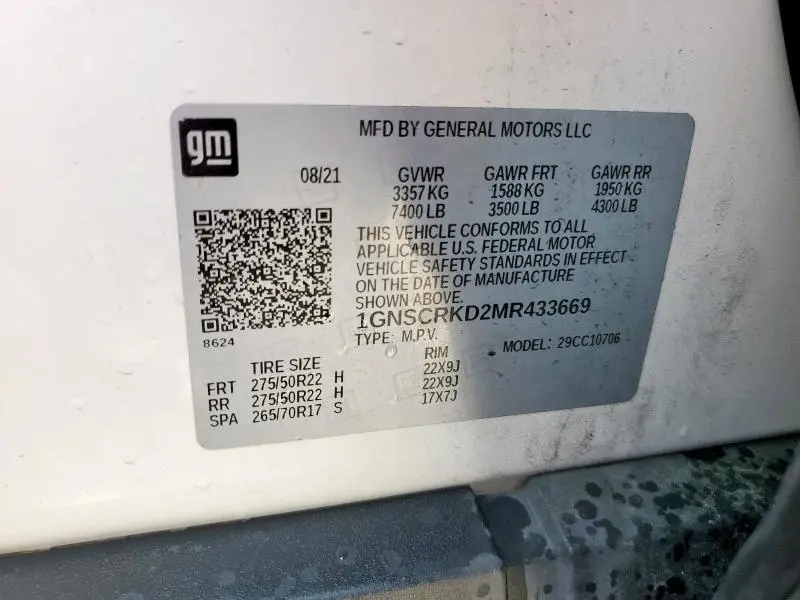 gm
MFD BY GENERAL MOTORS LLC
08/21 GVWR GAWR FRT GAWR RR
3357 KG 1588 KG 1950 KG
7400 LB 3500 LB 4300 LB
THIS VEHICLE CONFORMS TO ALL
APPLICABLE U.S. FEDERAL MOTOR
VEHICLE SAFETY STANDARDS IN EFFECT
ON THE DATE OF MANUFACTURE
SHOWN ABOVE.
1GNSCRKD2MR433669
8624
TYPE: M.P.V. MODEL: 29CC10706
TIRE SIZE RIM
FRT 275/50R22 H 22X9J
RR 275/50R22 H 22X9J
SPA 265/70R17 S 17X7J